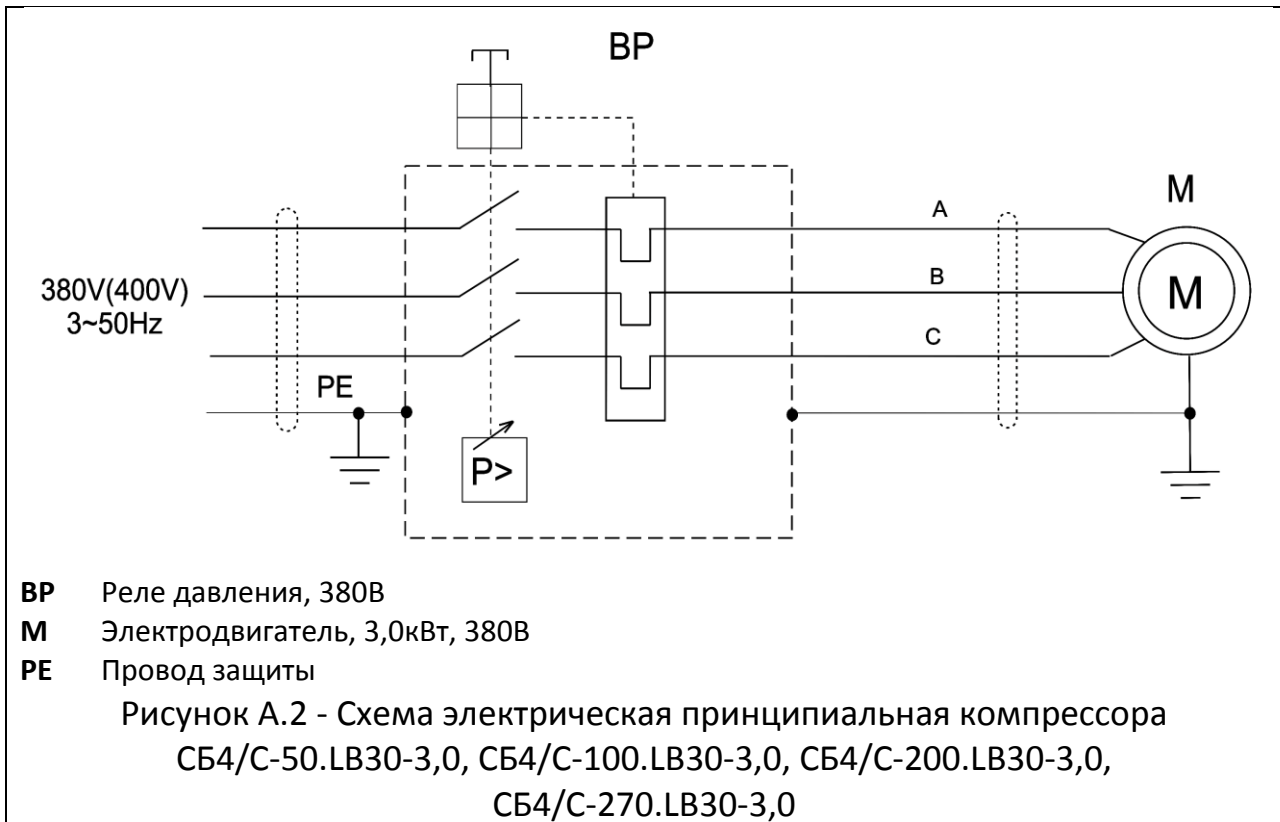 BP
M
A
380V(400V)
3~50Hz
B
M
C
PE
P>
BP Реле давления, 380В
M Электродвигатель, 3,0кВт, 380В
PE Провод защиты
Рисунок А.2 - Схема электрическая принципиальная компрессора
СБ4/С-50.LB30-3,0, СБ4/С-100.LB30-3,0, СБ4/С-200.LB30-3,0,
СБ4/С-270.LB30-3,0